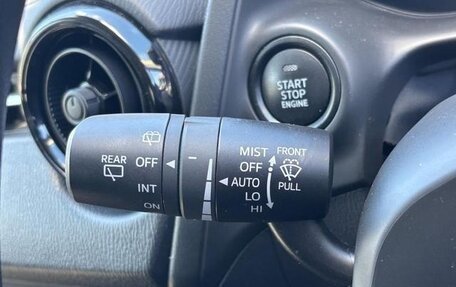 START
STOP
ENGINE
REAR
OFF
INT
ON
MIST
FRONT
OFF
AUTO
PULL
LO
HI